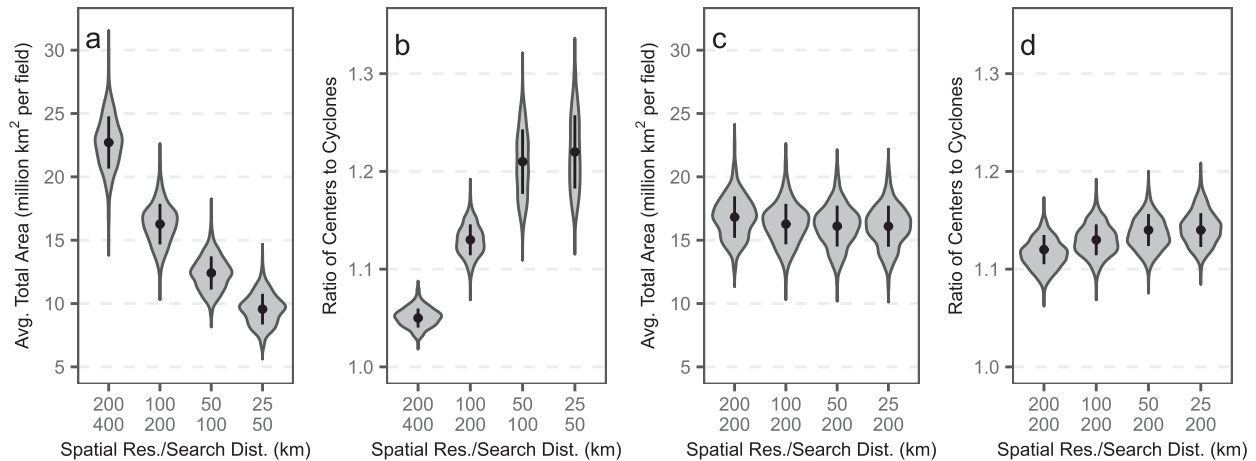 a
Avg. Total Area (million km² per field)
30
25
20
15
10
5
200 100 50 25
400 200 100 50
Spatial Res./Search Dist. (km)
b
Ratio of Centers to Cyclones
1.3
1.2
1.1
1.0
200 100 50 25
400 200 100 50
Spatial Res./Search Dist. (km)
c
Avg. Total Area (million km² per field)
30
25
20
15
10
5
200 100 50 25
200 200 200 200
Spatial Res./Search Dist. (km)
d
Ratio of Centers to Cyclones
1.3
1.2
1.1
1.0
200 100 50 25
200 200 200 200
Spatial Res./Search Dist. (km)